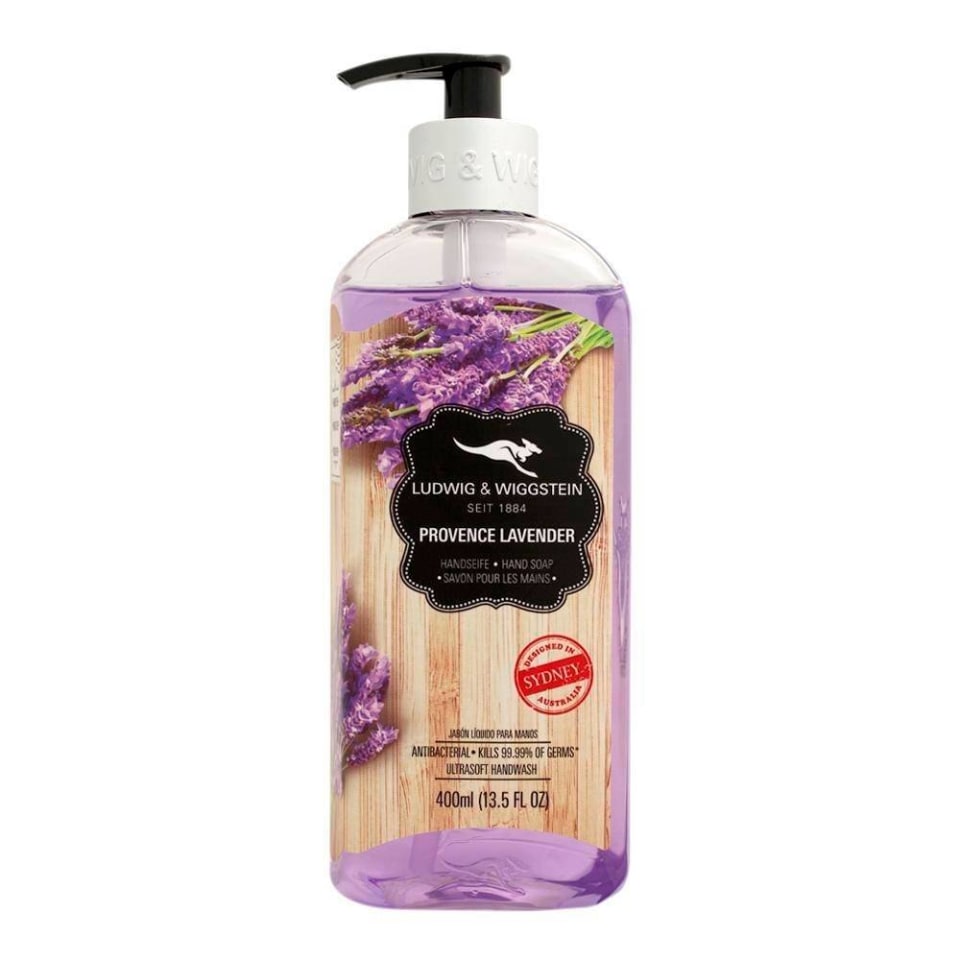 WIG & WIG
LUDWIG & WIGGSTEIN
SEIT 1884
PROVENCE LAVENDER
HANDSEIFE • HAND SOAP
• SAVON POUR LES MAINS •
DESIGNED IN
SYDNEY
AUSTRALIA
JABÓN LÍQUIDO PARA MANOS
ANTIBACTERIAL • KILLS 99.99% OF GERMS*
ULTRASOFT HANDWASH
400ml (13.5 FL OZ)